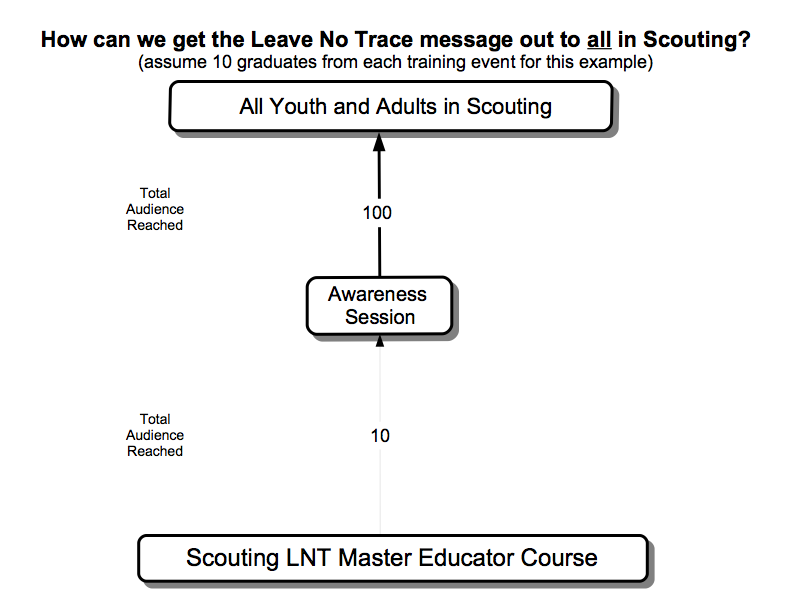 How can we get the Leave No Trace message out to all in Scouting?
(assume 10 graduates from each training event for this example)
All Youth and Adults in Scouting
Total
Audience
Reached
100
Awareness
Session
Total
Audience
Reached
10
Scouting LNT Master Educator Course